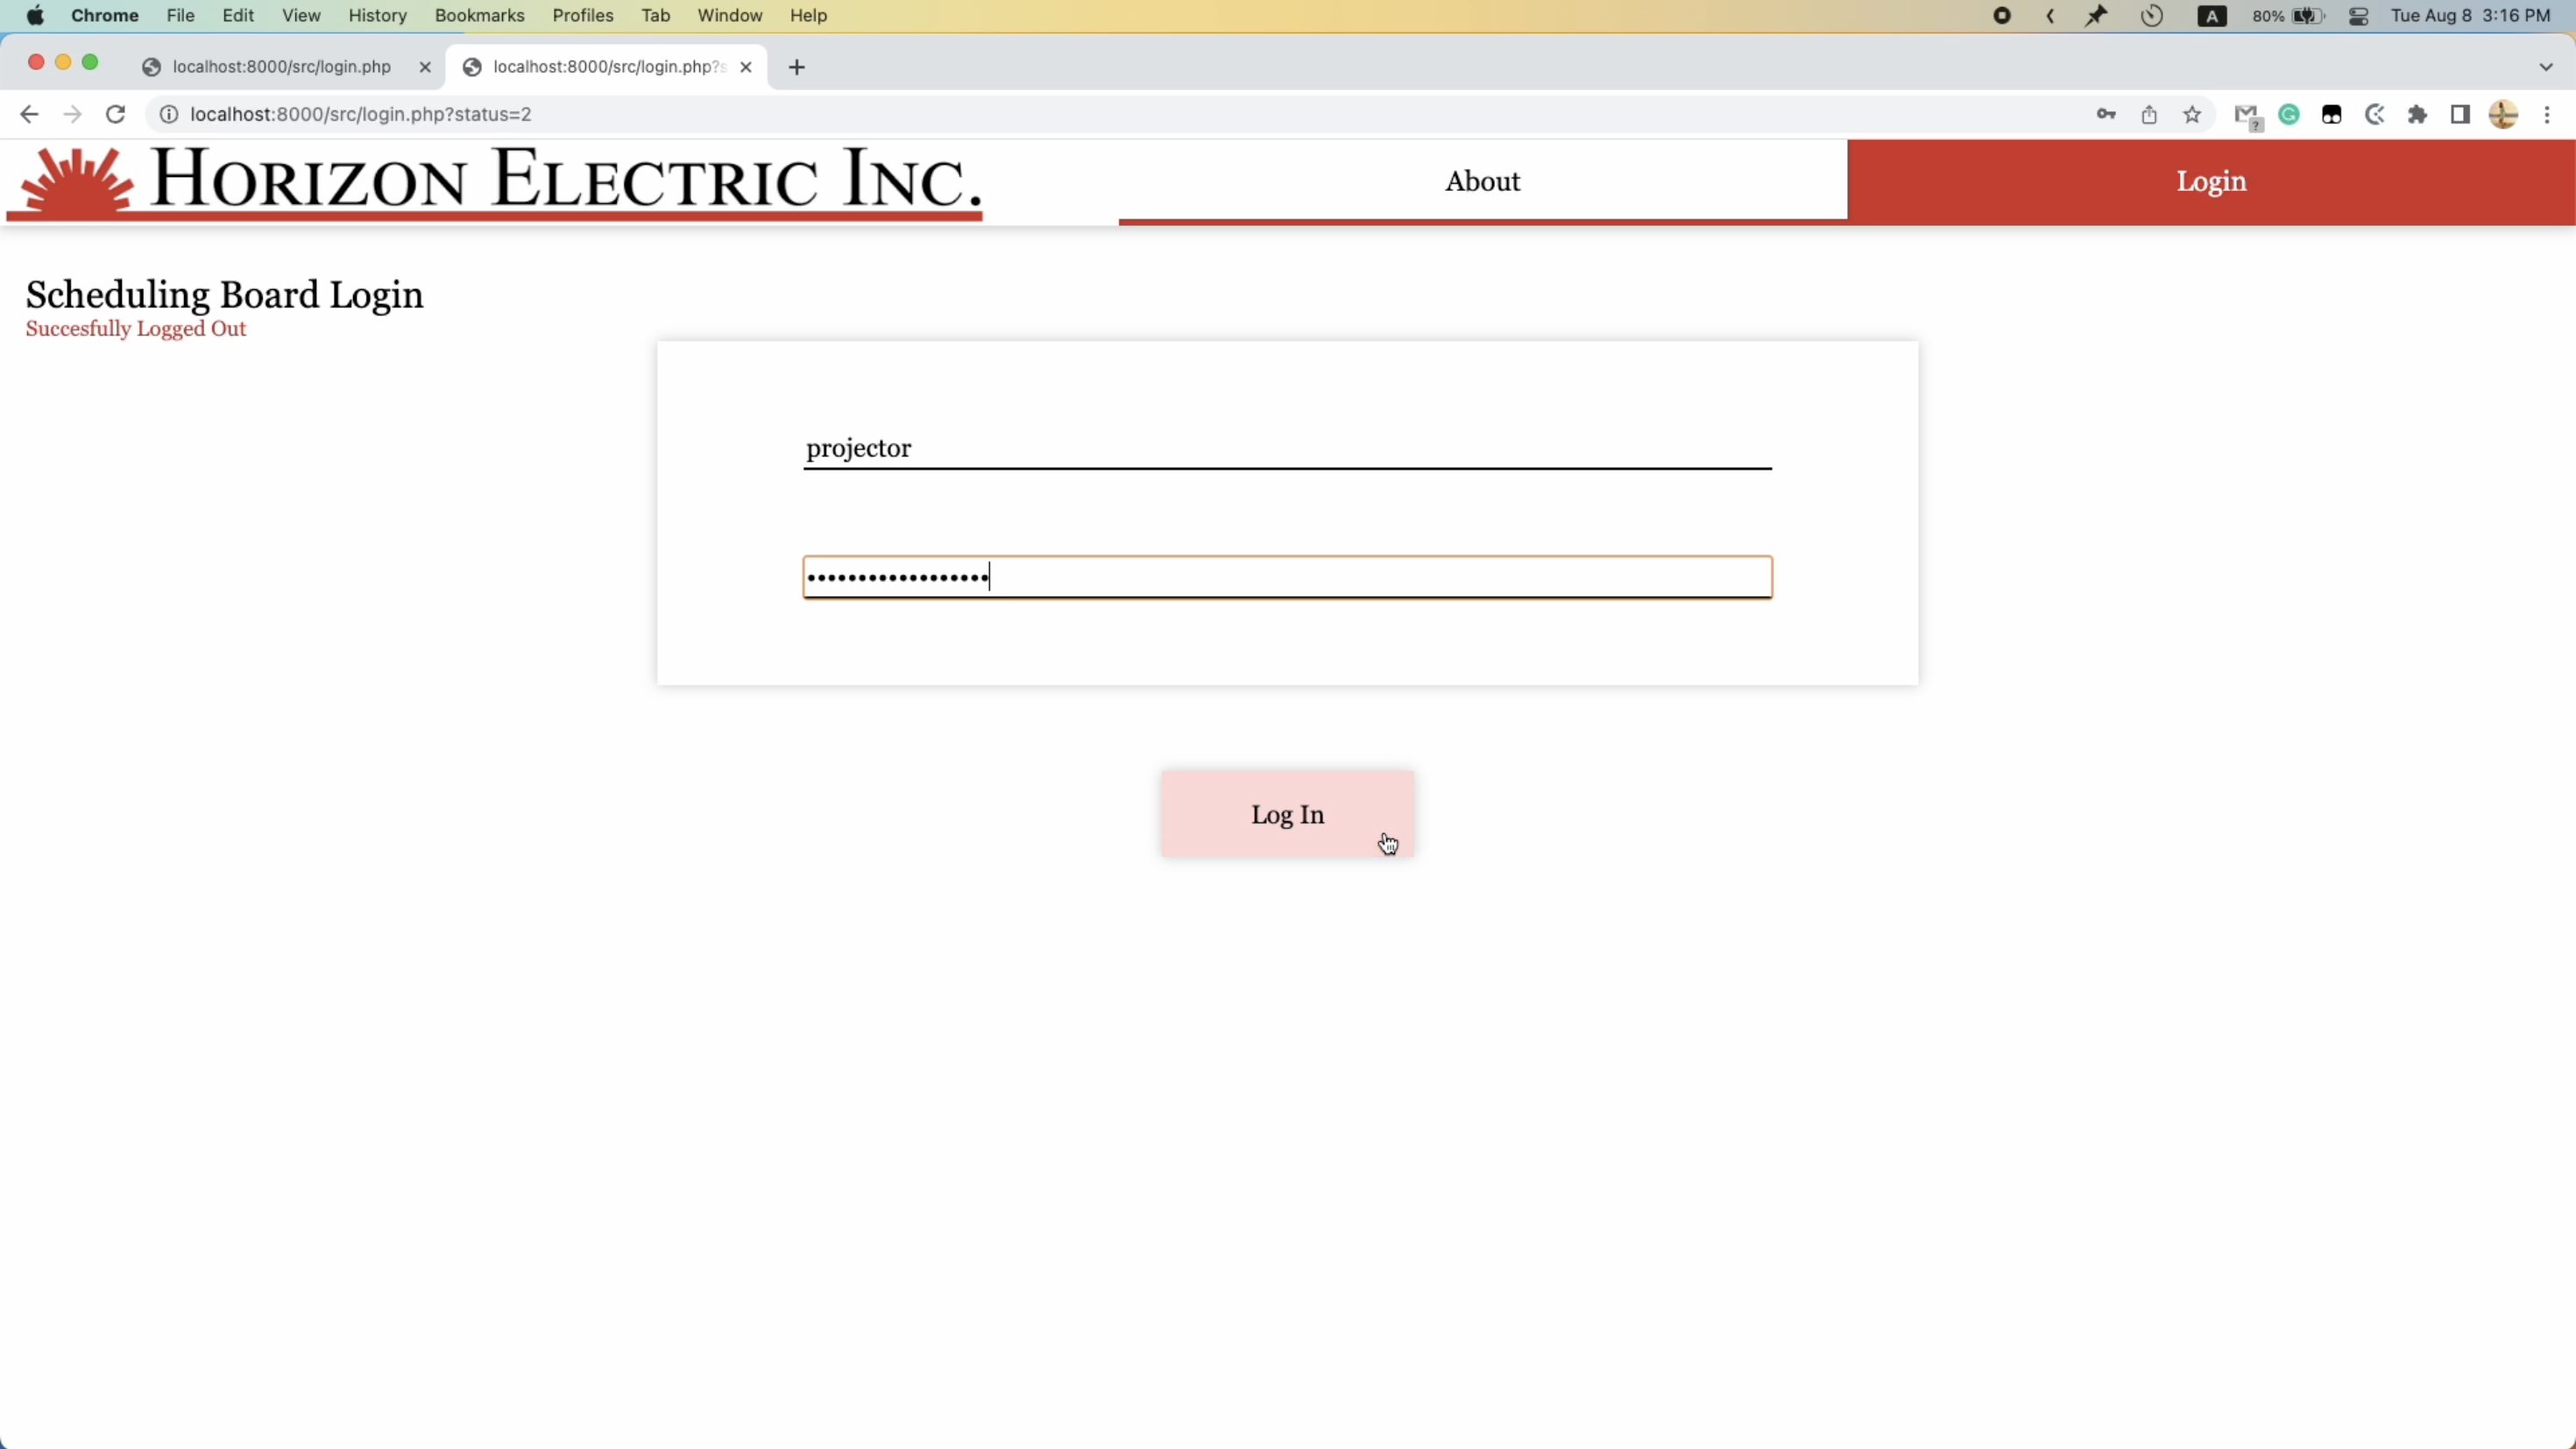 Chrome File Edit View History Bookmarks Profiles Tab Window Help A 80% Tue Aug 8 3:16 PM
localhost:8000/src/login.php localhost:8000/src/login.php?s
localhost:8000/src/login.php?status=2
HORIZON ELECTRIC INC. About Login
Scheduling Board Login
Succesfully Logged Out
projector
••••••••••••••••••
Log In